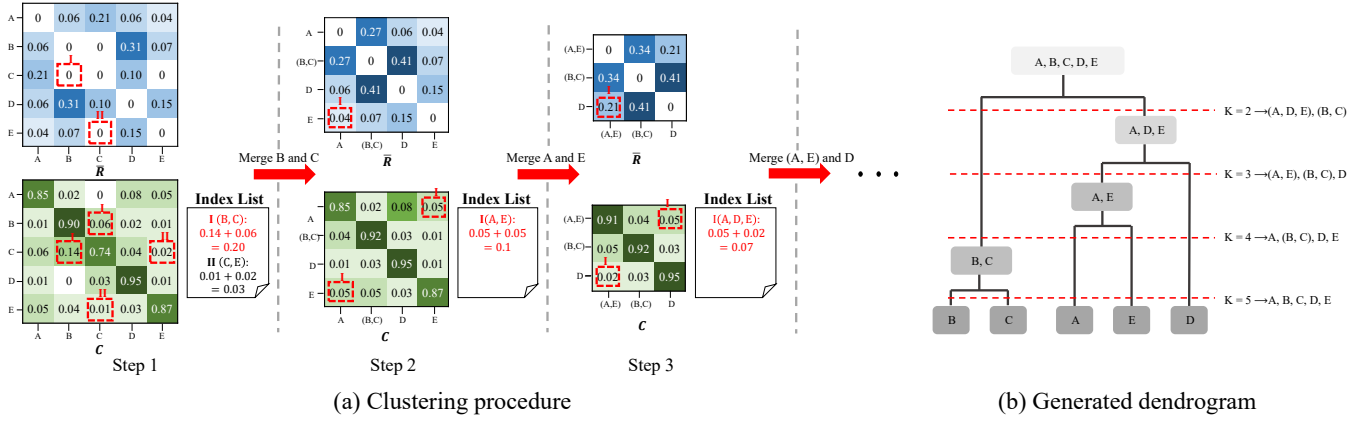 A 0 0.06 0.21 0.06 0.04
B 0.06 0 0 0.31 0.07
I
C 0.21 0 0 0.10 0
D 0.06 0.31 0.10 0 0.15
II
E 0.04 0.07 0 0.15 0
A B C D E
R̅
A 0.85 0.02 0 0.08 0.05
I
B 0.01 0.90 0.06 0.02 0.01
I II
C 0.06 0.14 0.74 0.04 0.02
D 0.01 0 0.03 0.95 0.01
II
E 0.05 0.04 0.01 0.03 0.87
A B C D E
C
Step 1
Index List
I (B, C):
0.14 + 0.06
= 0.20
II (C, E):
0.01 + 0.02
= 0.03
Merge B and C
A 0 0.27 0.06 0.04
(B,C) 0.27 0 0.41 0.07
D 0.06 0.41 0 0.15
I
E 0.04 0.07 0.15 0
A (B,C) D E
R̅
I
A 0.85 0.02 0.08 0.05
(B,C) 0.04 0.92 0.03 0.01
D 0.01 0.03 0.95 0.01
I
E 0.05 0.05 0.03 0.87
A (B,C) D E
C
Step 2
Index List
I(A, E):
0.05 + 0.05
= 0.1
Merge A and E
(A,E) 0 0.34 0.21
(B,C) 0.34 0 0.41
I
D 0.21 0.41 0
(A,E) (B,C) D
R̅
I
(A,E) 0.91 0.04 0.05
(B,C) 0.05 0.92 0.03
I
D 0.02 0.03 0.95
(A,E) (B,C) D
C
Step 3
Index List
I(A, D, E):
0.05 + 0.02
= 0.07
Merge (A, E) and D
• • •
(a) Clustering procedure
A, B, C, D, E
K = 2 →(A, D, E), (B, C)
A, D, E
K = 3 →(A, E), (B, C), D
A, E
K = 4 →A, (B, C), D, E
B, C
K = 5 →A, B, C, D, E
B C A E D
(b) Generated dendrogram